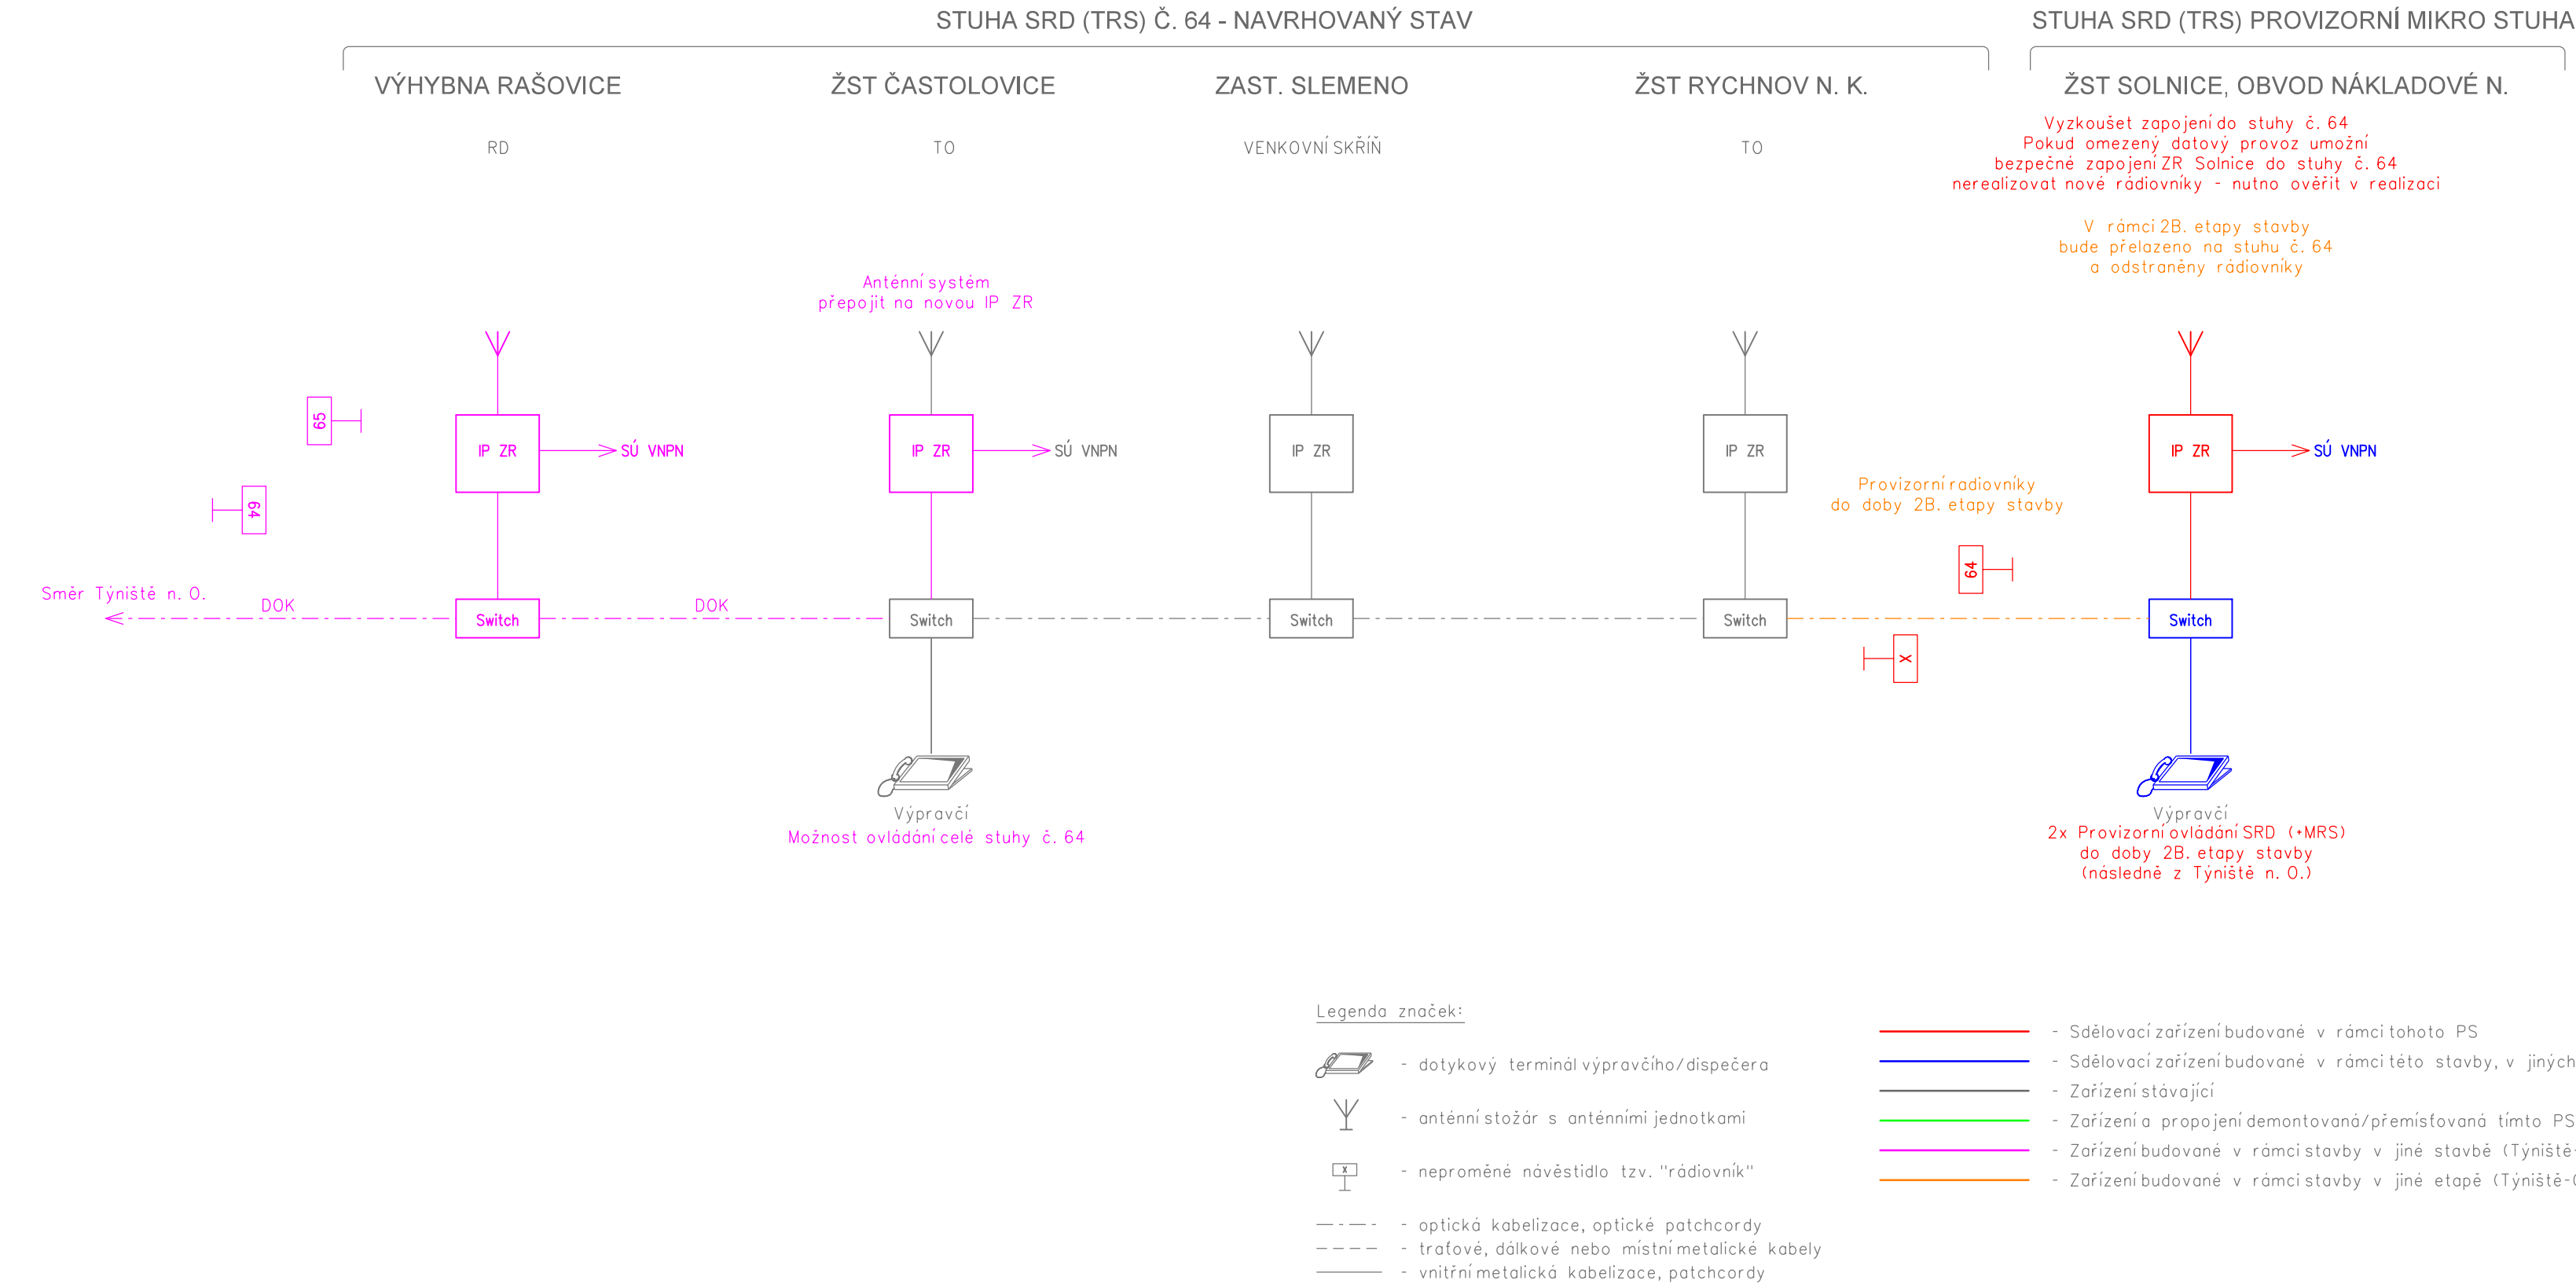 STUHA SRD (TRS) Č. 64 - NAVRHOVANÝ STAV
STUHA SRD (TRS) PROVIZORNÍ MIKRO STUHA
VÝHYBNA RAŠOVICE
ŽST ČASTOLOVICE
ZAST. SLEMENO
ŽST RYCHNOV N. K.
ŽST SOLNICE, OBVOD NÁKLADOVÉ N.
RD
TO
VENKOVNÍ SKŘÍŇ
TO
Vyzkoušet zapojení do stuhy č. 64
Pokud omezený datový provoz umožní
bezpečné zapojení ZR Solnice do stuhy č. 64
nerealizovat nové rádiovníky - nutno ověřit v realizaci
V rámci 2B. etapy stavby
bude přelazeno na stuhu č. 64
a odstraněny rádiovníky
Anténní systém
přepojit na novou IP ZR
65
64
IP ZR
SÚ VNPN
IP ZR
SÚ VNPN
IP ZR
IP ZR
IP ZR
SÚ VNPN
Provizorní radiovníky
do doby 2B. etapy stavby
64
X
Směr Týniště n. O.
DOK
DOK
Switch
Switch
Switch
Switch
Switch
Výpravčí
Možnost ovládání celé stuhy č. 64
Výpravčí
2x Provizorní ovládání SRD (+MRS)
do doby 2B. etapy stavby
(následně z Týniště n. O.)
Legenda značek:
- dotykový terminál výpravčího/dispečera
- anténní stožár s anténními jednotkami
x
- neproměné návěstidlo tzv. "rádiovník"
- optická kabelizace, optické patchcordy
- traťové, dálkové nebo místní metalické kabely
- vnitřní metalická kabelizace, patchcordy
- Sdělovací zařízení budované v rámci tohoto PS
- Sdělovací zařízení budované v rámci této stavby, v jiných
- Zařízení stávající
- Zařízení a propojení demontovaná/přemísťovaná tímto PS
- Zařízení budované v rámci stavby v jiné stavbě (Týniště-
- Zařízení budované v rámci stavby v jiné etapě (Týniště-